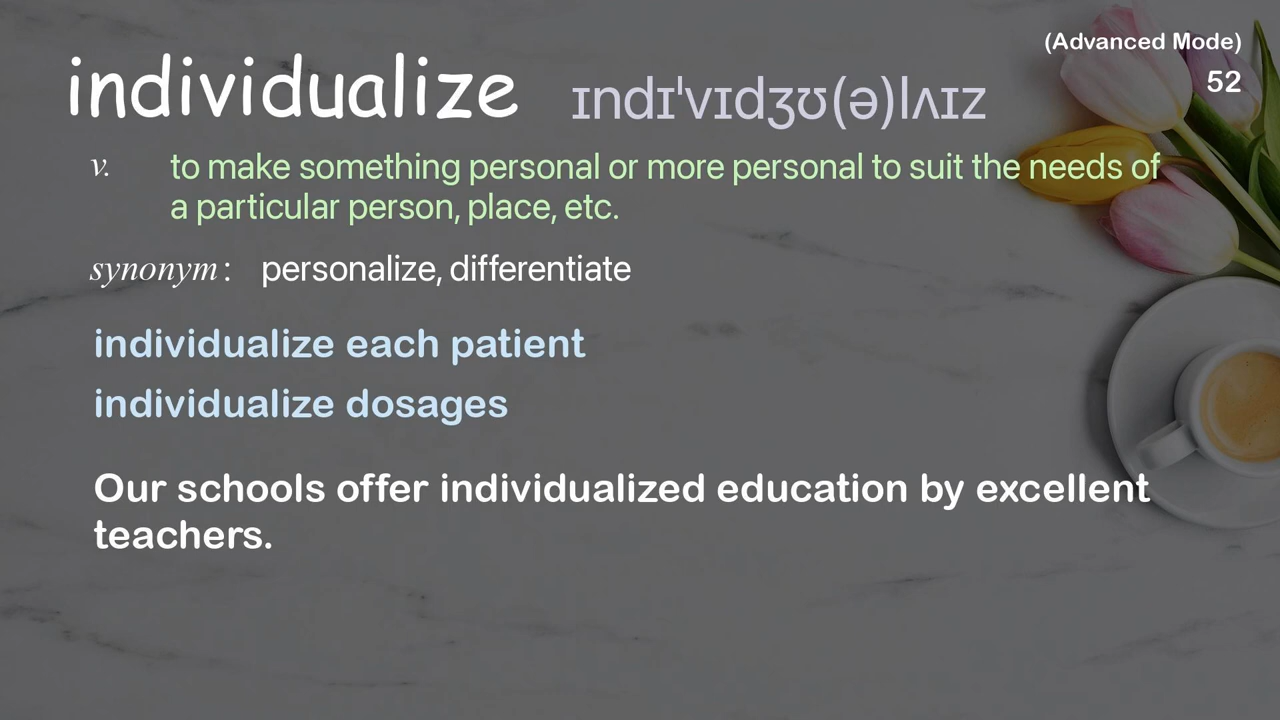 (Advanced Mode)
individualize ɪndɪˈvɪdʒʊ(ə)lʌɪz
52
v. to make something personal or more personal to suit the needs of
a particular person, place, etc.
synonym : personalize, differentiate
individualize each patient
individualize dosages
Our schools offer individualized education by excellent
teachers.